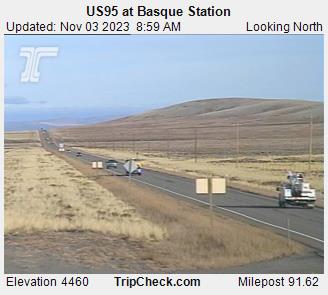 US95 at Basque Station
Updated: Nov 03 2023 8:59 AM Looking North
Elevation 4460 TripCheck.com Milepost 91.62